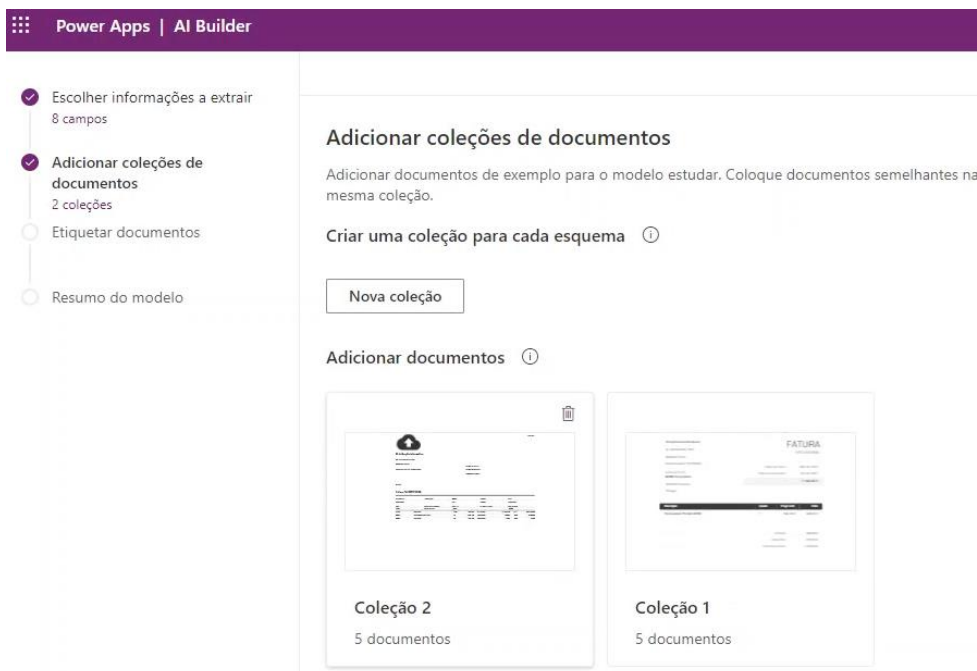 Power Apps | AI Builder
Escolher informações a extrair
8 campos
Adicionar coleções de
documentos
2 coleções
Etiquetar documentos
Resumo do modelo
Adicionar coleções de documentos
Adicionar documentos de exemplo para o modelo estudar. Coloque documentos semelhantes na
mesma coleção.
Criar uma coleção para cada esquema
Nova coleção
Adicionar documentos
FATURA
Coleção 2
5 documentos
Coleção 1
5 documentos